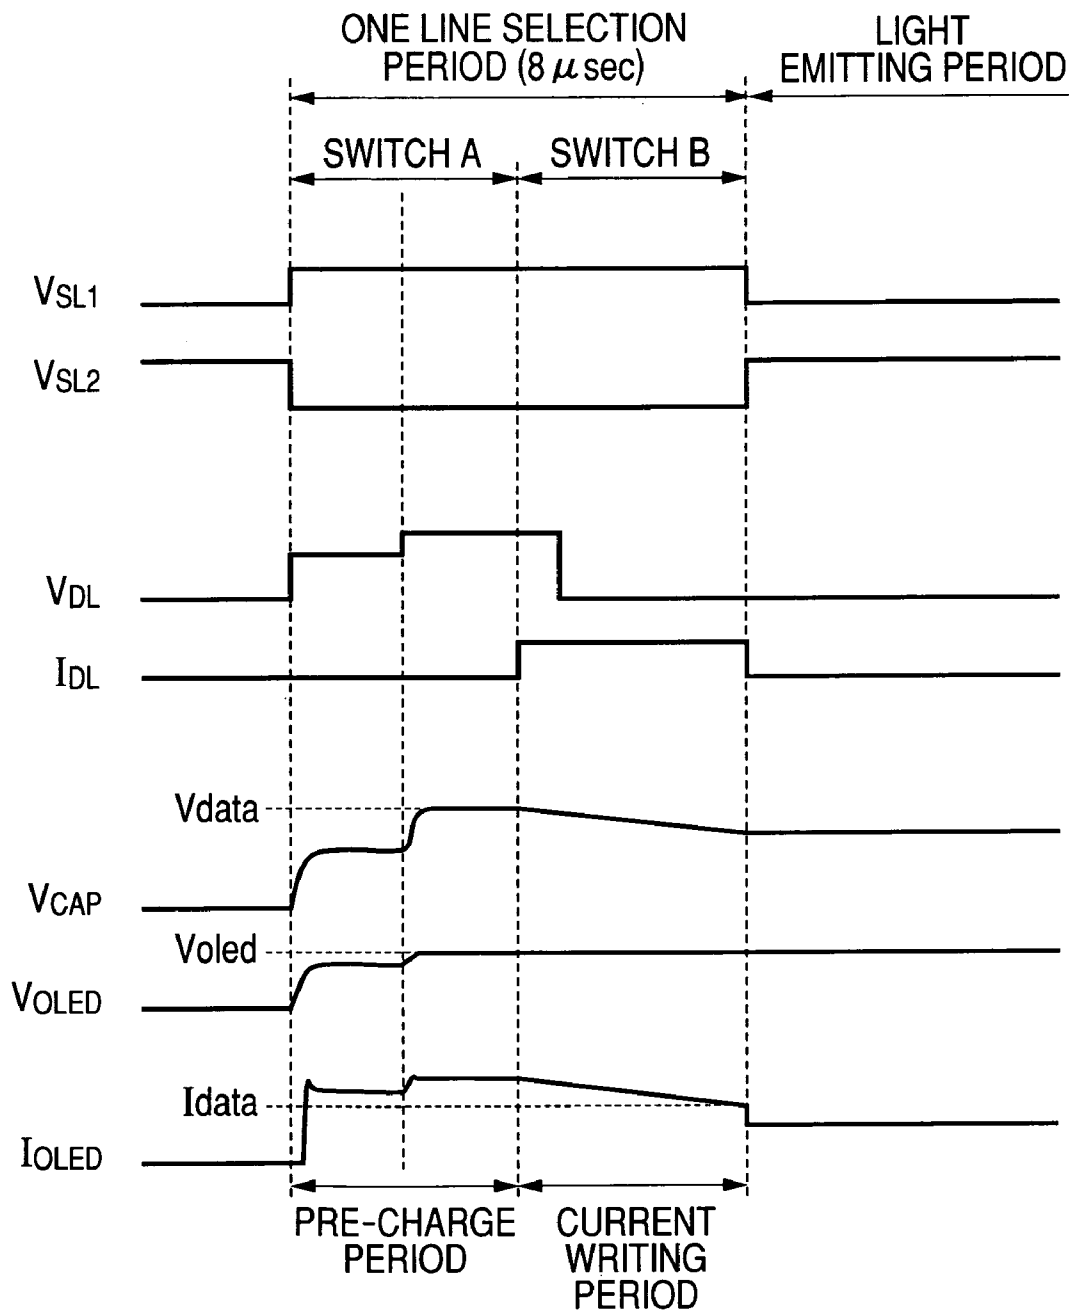 ONE LINE SELECTION
PERIOD (8 μsec)
LIGHT
EMITTING PERIOD
SWITCH A
SWITCH B
VSL1
VSL2
VDL
IDL
Vdata
VCAP
Voled
VOLED
Idata
IOLED
PRE-CHARGE
PERIOD
CURRENT
WRITING
PERIOD